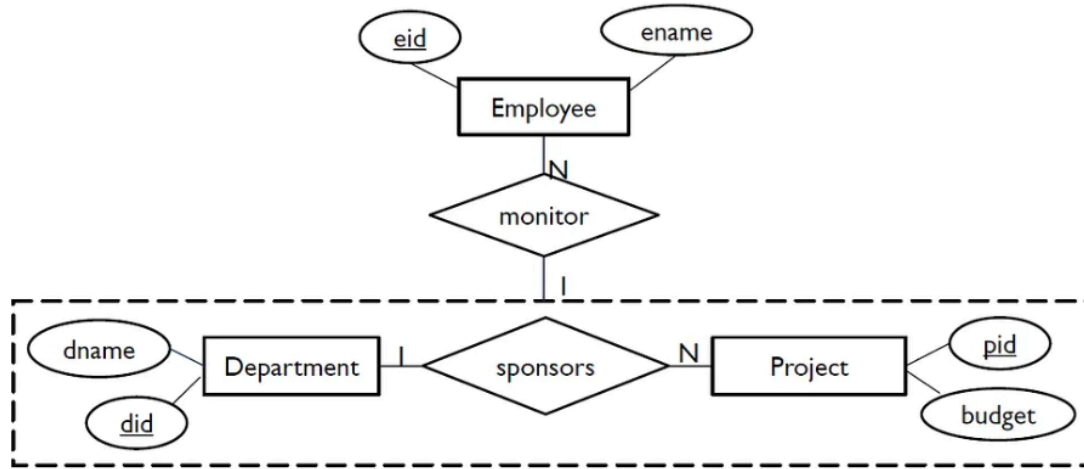 eid
ename
Employee
N
monitor
1
dname
Department
1
sponsors
N
Project
pid
did
budget